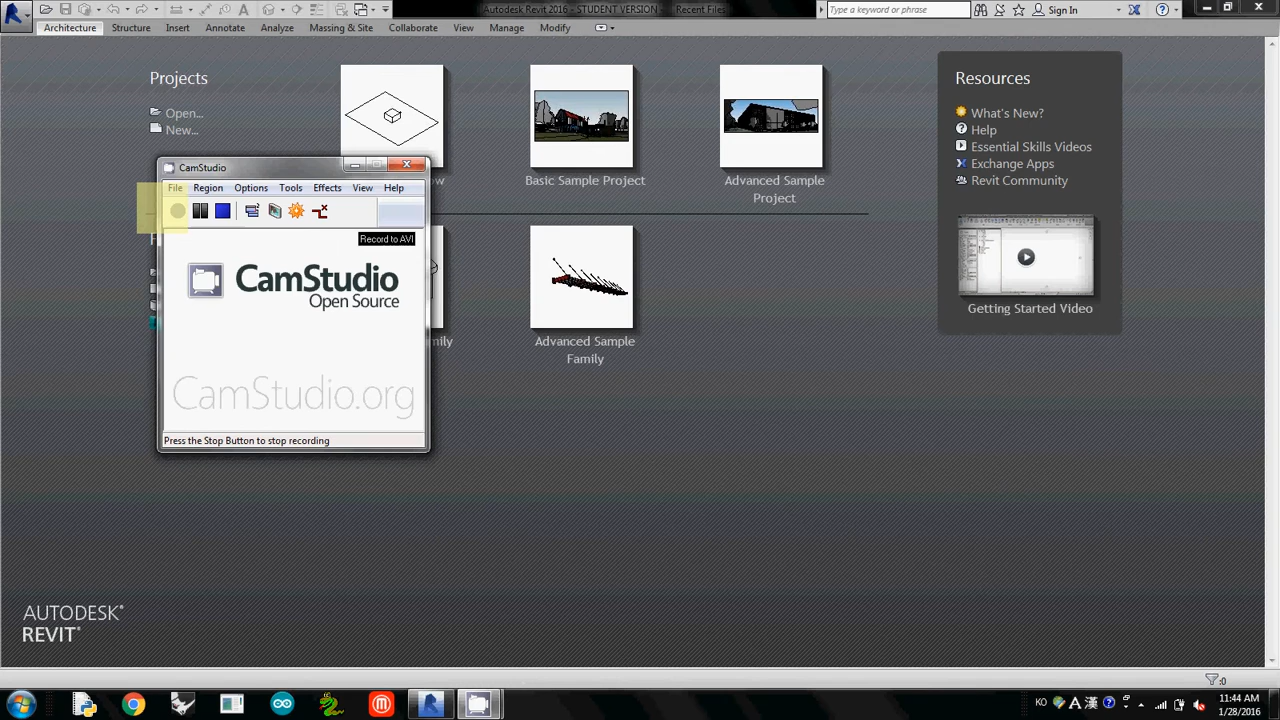 Autodesk Revit 2016 - STUDENT VERSION - Recent Files
Type a keyword or phrase
Sign In
Architecture
Structure
Insert
Annotate
Analyze
Massing & Site
Collaborate
View
Manage
Modify
Projects
Open...
New...
Basic Sample Project
Advanced Sample
Project
Resources
What's New?
Help
Essential Skills Videos
Exchange Apps
Revit Community
Getting Started Video
CamStudio
File
Region
Options
Tools
Effects
View
Help
Record to AVI
CamStudio
Open Source
CamStudio.org
Press the Stop Button to stop recording
Advanced Sample
Family
AUTODESK®
REVIT®
:0
KO
A
漢
11:44 AM
1/28/2016